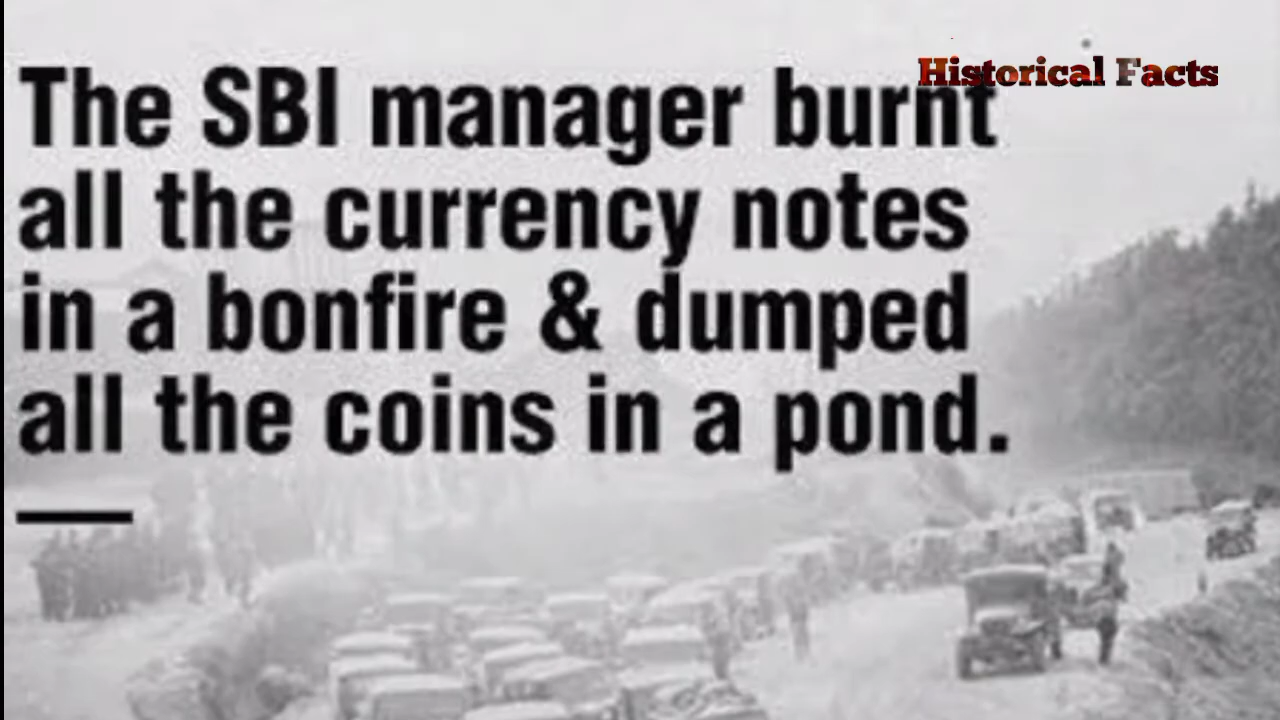 Historical Facts
The SBI manager burnt
all the currency notes
in a bonfire & dumped
all the coins in a pond.